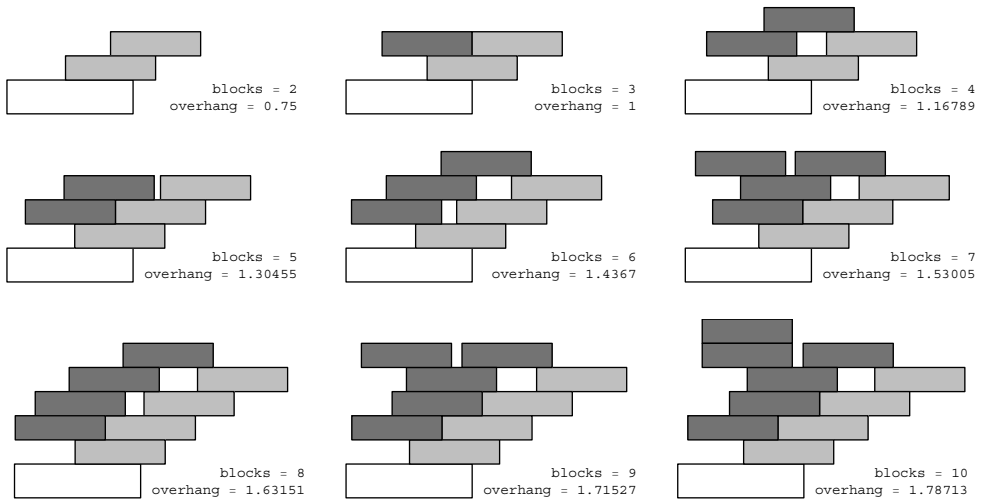 blocks = 2
overhang = 0.75
blocks = 3
overhang = 1
blocks = 4
overhang = 1.16789
blocks = 5
overhang = 1.30455
blocks = 6
overhang = 1.4367
blocks = 7
overhang = 1.53005
blocks = 8
overhang = 1.63151
blocks = 9
overhang = 1.71527
blocks = 10
overhang = 1.78713